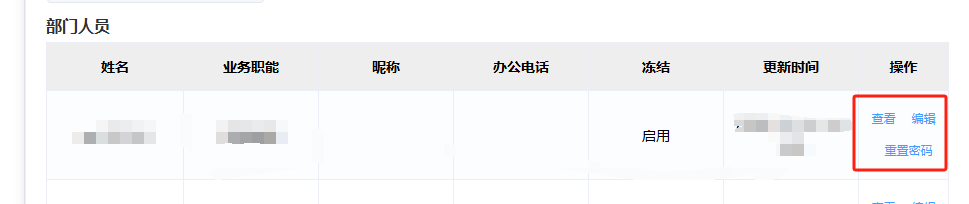 部门人员
姓名 业务职能 昵称 办公电话 冻结 更新时间 操作
查看 编辑
启用
重置密码